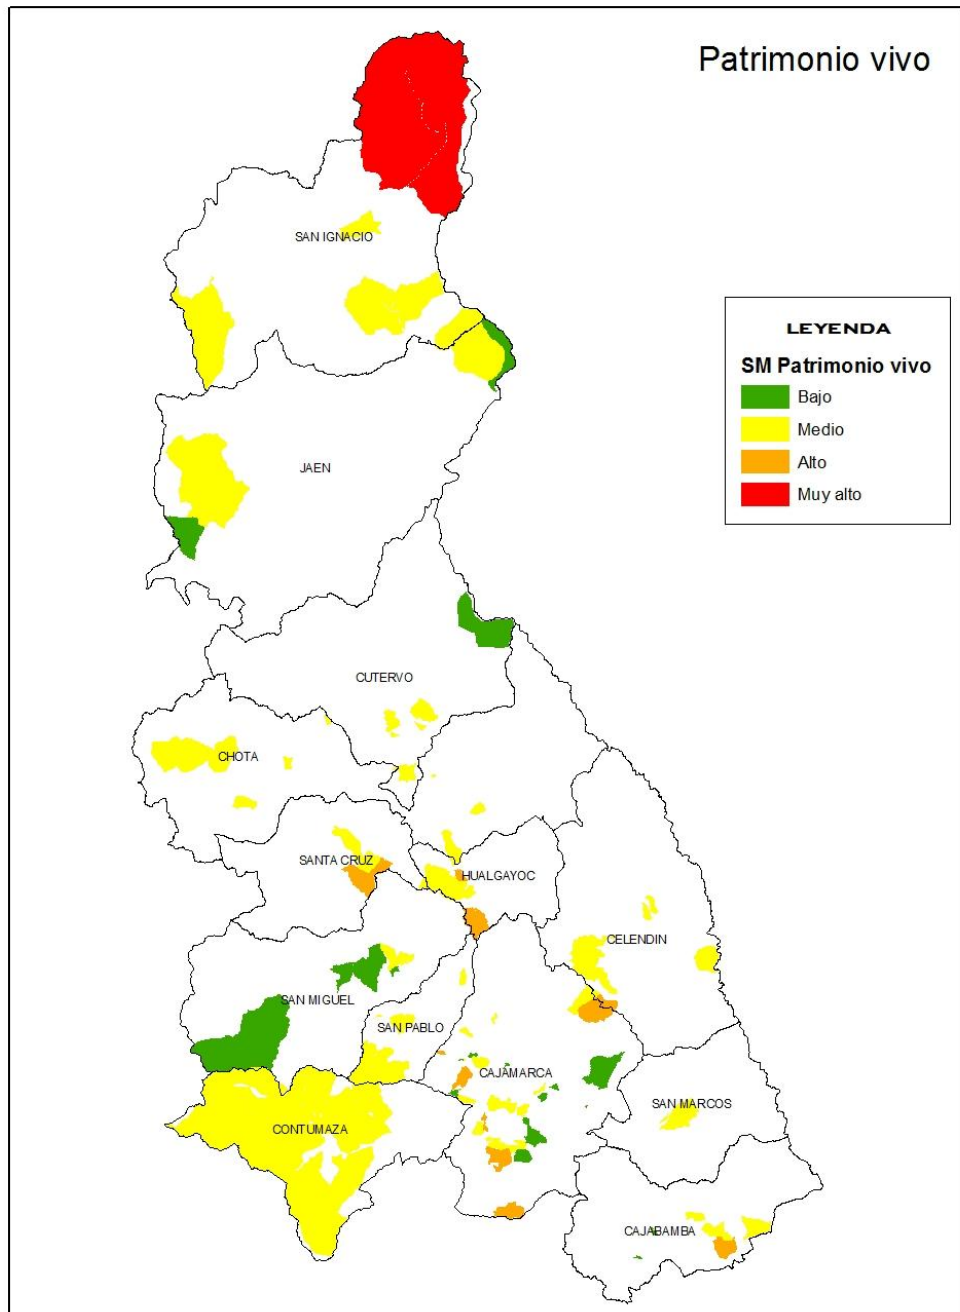 Patrimonio vivo
SAN IGNACIO
LEYENDA
SM Patrimonio vivo
Bajo
Medio
Alto
Muy alto
JAEN
CUTERVO
CHOTA
SANTA CRUZ
HUALGAYOC
CELENDIN
SAN MIGUEL
SAN PABLO
CAJAMARCA
SAN MARCOS
CONTUMAZA
CAJABAMBA